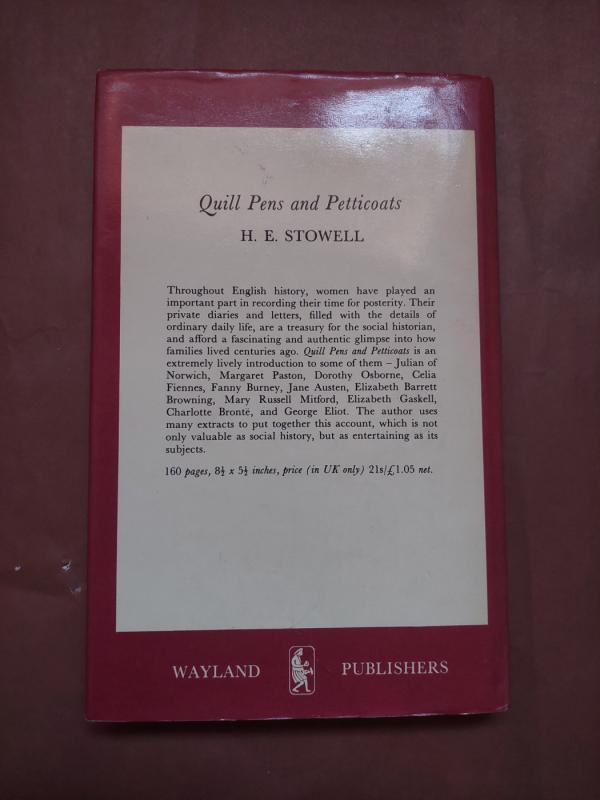 Quill Pens and Petticoats
H. E. STOWELL
Throughout English history, women have played an
important part in recording their time for posterity. Their
private diaries and letters, filled with the details of
ordinary daily life, are a treasury for the social historian,
and afford a fascinating and authentic glimpse into how
families lived centuries ago. Quill Pens and Petticoats is an
extremely lively introduction to some of them – Julian of
Norwich, Margaret Paston, Dorothy Osborne, Celia
Fiennes, Fanny Burney, Jane Austen, Elizabeth Barrett
Browning, Mary Russell Mitford, Elizabeth Gaskell,
Charlotte Brontë, and George Eliot. The author uses
many extracts to put together this account, which is not
only valuable as social history, but as entertaining as its
subjects.
160 pages, 8½ x 5½ inches, price (in UK only) 21s/£1.05 net.
WAYLAND PUBLISHERS